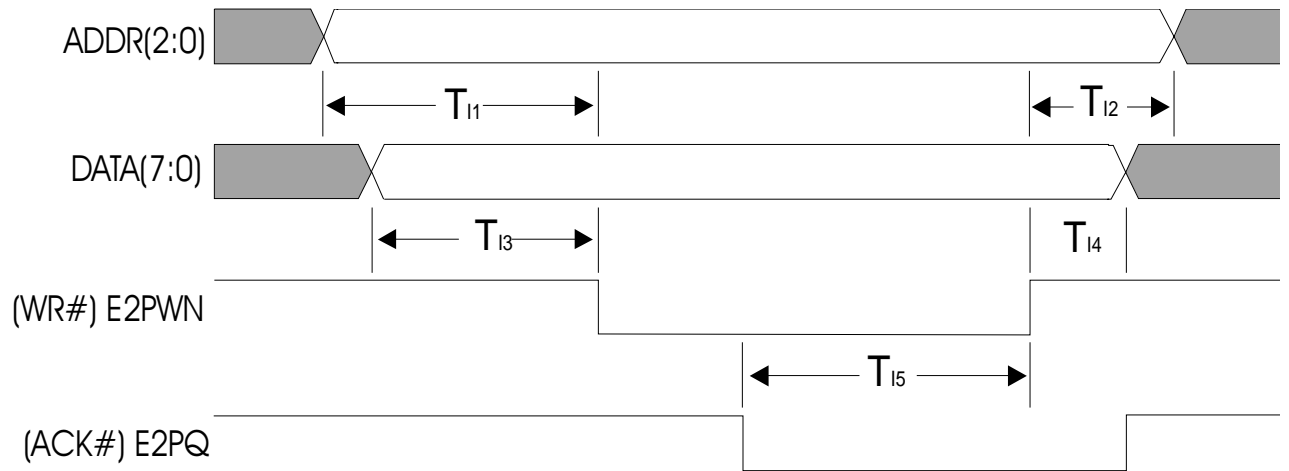 ADDR(2:0)
TI1
TI2
DATA(7:0)
TI3
TI4
(WR#) E2PWN
TI5
(ACK#) E2PQ